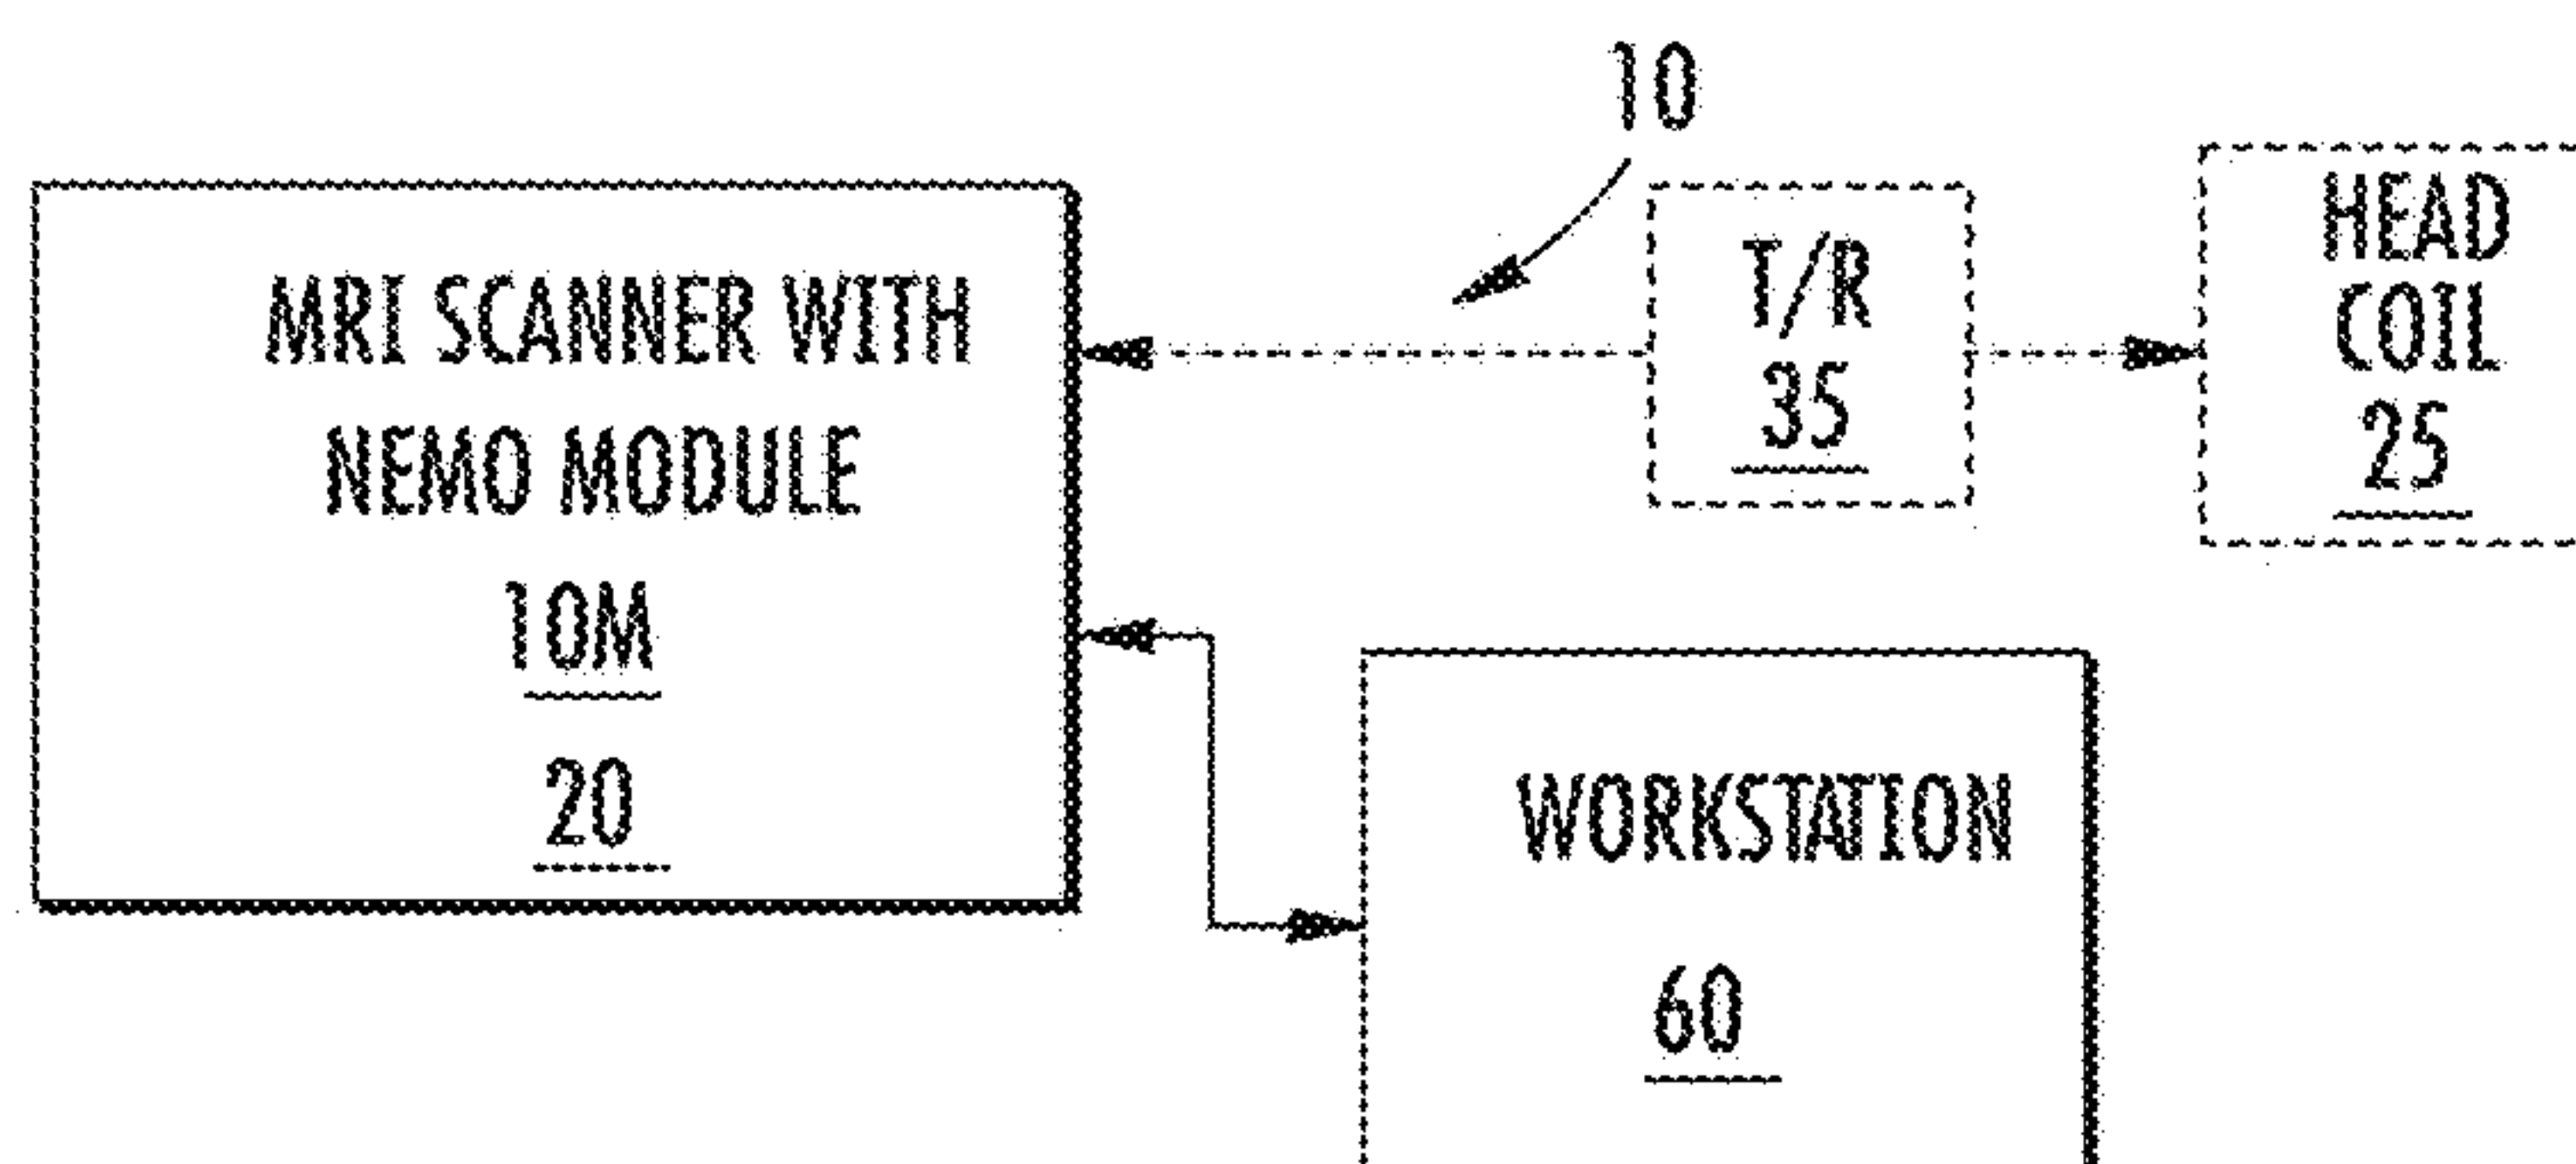 10
MRI SCANNER WITH
NEMO MODULE
10M
20
T/R
35
HEAD
COIL
25
WORKSTATION
60